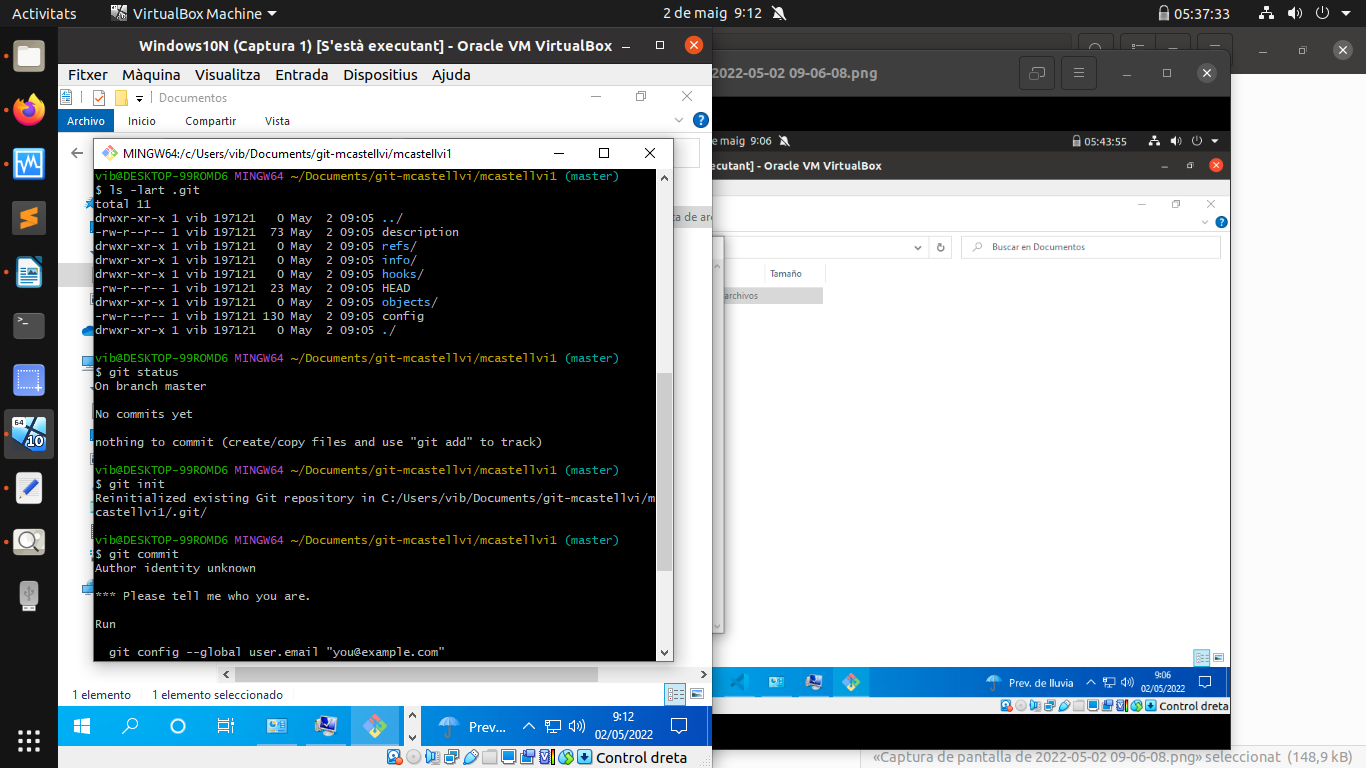 Activitats
VirtualBox Machine
2 de maig 9:12
05:37:33
Windows10N (Captura 1) [S'està executant] - Oracle VM VirtualBox
Fitxer Màquina Visualitza Entrada Dispositius Ajuda
Documentos
Archivo Inicio Compartir Vista
MINGW64:/c/Users/vib/Documents/git-mcastellvi/mcastellvi1
vib@DESKTOP-99ROMD6 MINGW64 ~/Documents/git-mcastellvi/mcastellvi1 (master)
$ ls -lart .git
total 11
drwxr-xr-x 1 vib 197121   0 May  2 09:05 ../
-rw-r--r-- 1 vib 197121  73 May  2 09:05 description
drwxr-xr-x 1 vib 197121   0 May  2 09:05 refs/
drwxr-xr-x 1 vib 197121   0 May  2 09:05 info/
drwxr-xr-x 1 vib 197121   0 May  2 09:05 hooks/
-rw-r--r-- 1 vib 197121  23 May  2 09:05 HEAD
drwxr-xr-x 1 vib 197121   0 May  2 09:05 objects/
-rw-r--r-- 1 vib 197121 130 May  2 09:05 config
drwxr-xr-x 1 vib 197121   0 May  2 09:05 ./
vib@DESKTOP-99ROMD6 MINGW64 ~/Documents/git-mcastellvi/mcastellvi1 (master)
$ git status
On branch master
No commits yet
nothing to commit (create/copy files and use "git add" to track)
vib@DESKTOP-99ROMD6 MINGW64 ~/Documents/git-mcastellvi/mcastellvi1 (master)
$ git init
Reinitialized existing Git repository in C:/Users/vib/Documents/git-mcastellvi/m
castellvi1/.git/
vib@DESKTOP-99ROMD6 MINGW64 ~/Documents/git-mcastellvi/mcastellvi1 (master)
$ git commit
Author identity unknown
*** Please tell me who you are.
Run
  git config --global user.email "you@example.com"
1 elemento 1 elemento seleccionado
Prev...
9:12
02/05/2022
Control dreta
64
10
ta de ar
2022-05-02 09-06-08.png
de maig 9:06
05:43:55
ecutant] - Oracle VM VirtualBox
Buscar en Documentos
Tamaño
archivos
Prev. de lluvia
9:06
02/05/2022
Control dreta
«Captura de pantalla de 2022-05-02 09-06-08.png» seleccionat (148,9 kB)